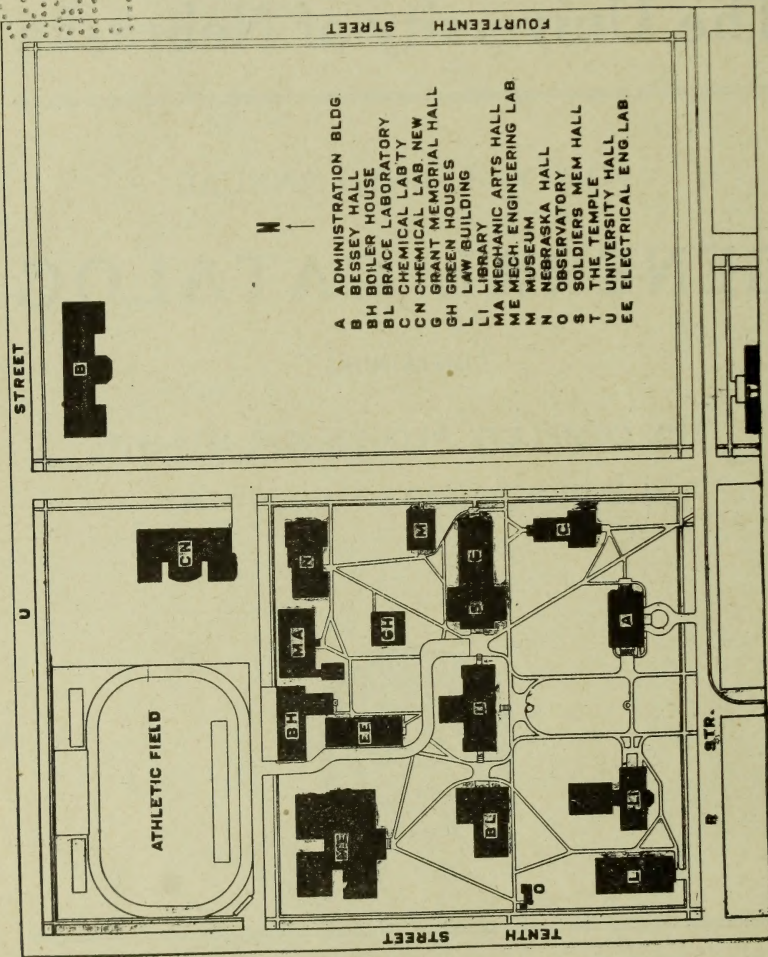 U STREET
FOURTEENTH STREET
TENTH STREET
R STR.
ATHLETIC FIELD
N
A ADMINISTRATION BLDG.
B BESSEY HALL
BH BOILER HOUSE
BL BRACE LABORATORY
C CHEMICAL LAB'TY
CN CHEMICAL LAB. NEW
G GRANT MEMORIAL HALL
GH GREEN HOUSES
L LAW BUILDING
LI LIBRARY
MA MECHANIC ARTS HALL
ME MECH. ENGINEERING LAB.
M MUSEUM
N NEBRASKA HALL
O OBSERVATORY
S SOLDIERS MEM HALL
T THE TEMPLE
U UNIVERSITY HALL
EE ELECTRICAL ENG. LAB.
B
CN
N
M
MA
GH
G
S
C
BH
EE
U
A
ME
BL
LI
L
O
T